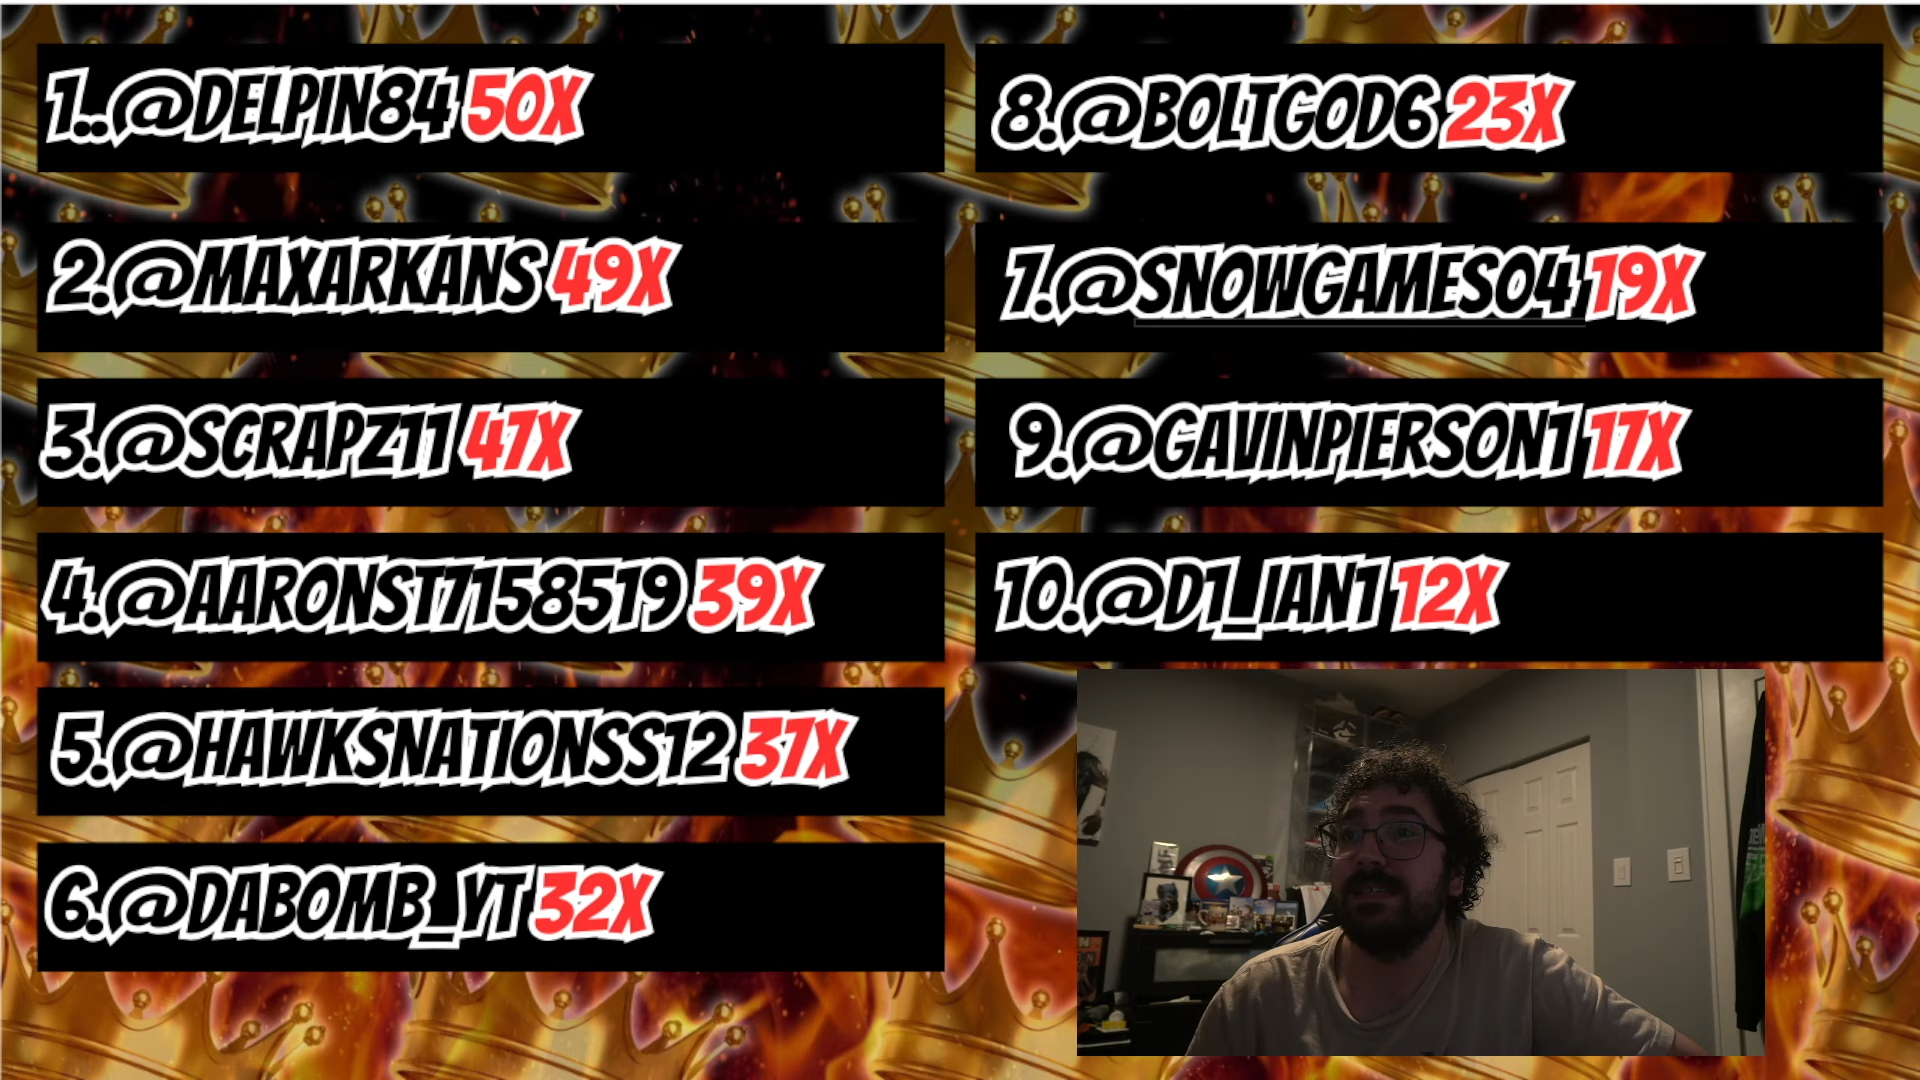 1..@DELPIN84 50X
2.@MAXARKANS 49X
3.@SCRAPZ11 47X
4.@AARONST7158519 39X
5.@HAWKSNATIONSS12 37X
6.@DABOMB_YT 32X
8.@BOLTGOD6 23X
7.@SNOWGAMES04 19X
9.@GAVINPIERSON1 17X
10.@D1_IAN1 12X